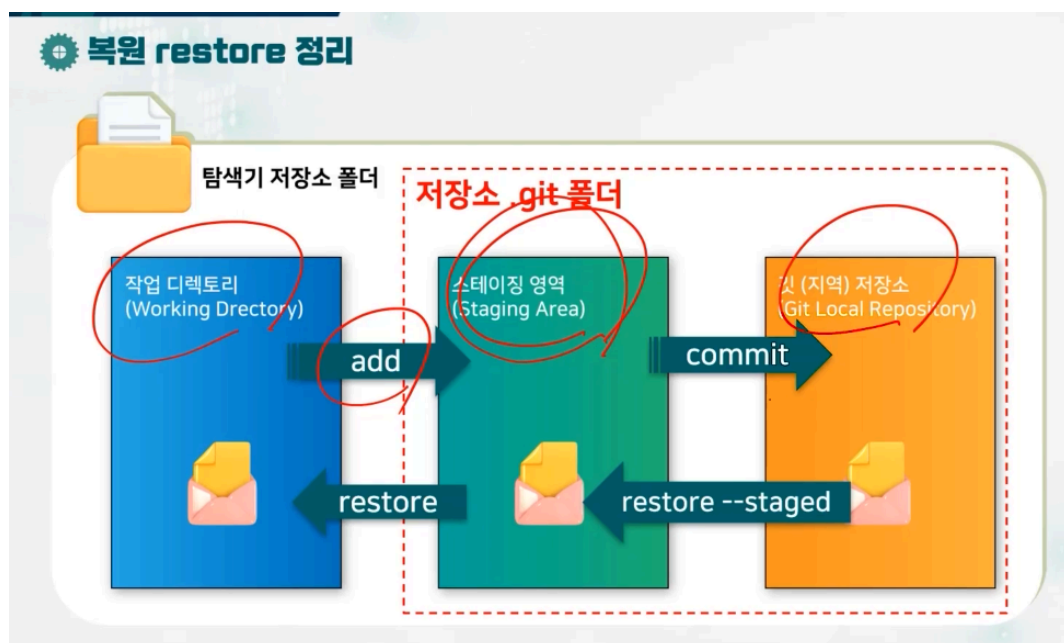 복원 restore 정리
탐색기 저장소 폴더
저장소 .git 폴더
작업 디렉토리
(Working Drectory)
스테이징 영역
(Staging Area)
깃 (지역) 저장소
(Git Local Repository)
add
commit
restore
restore --staged